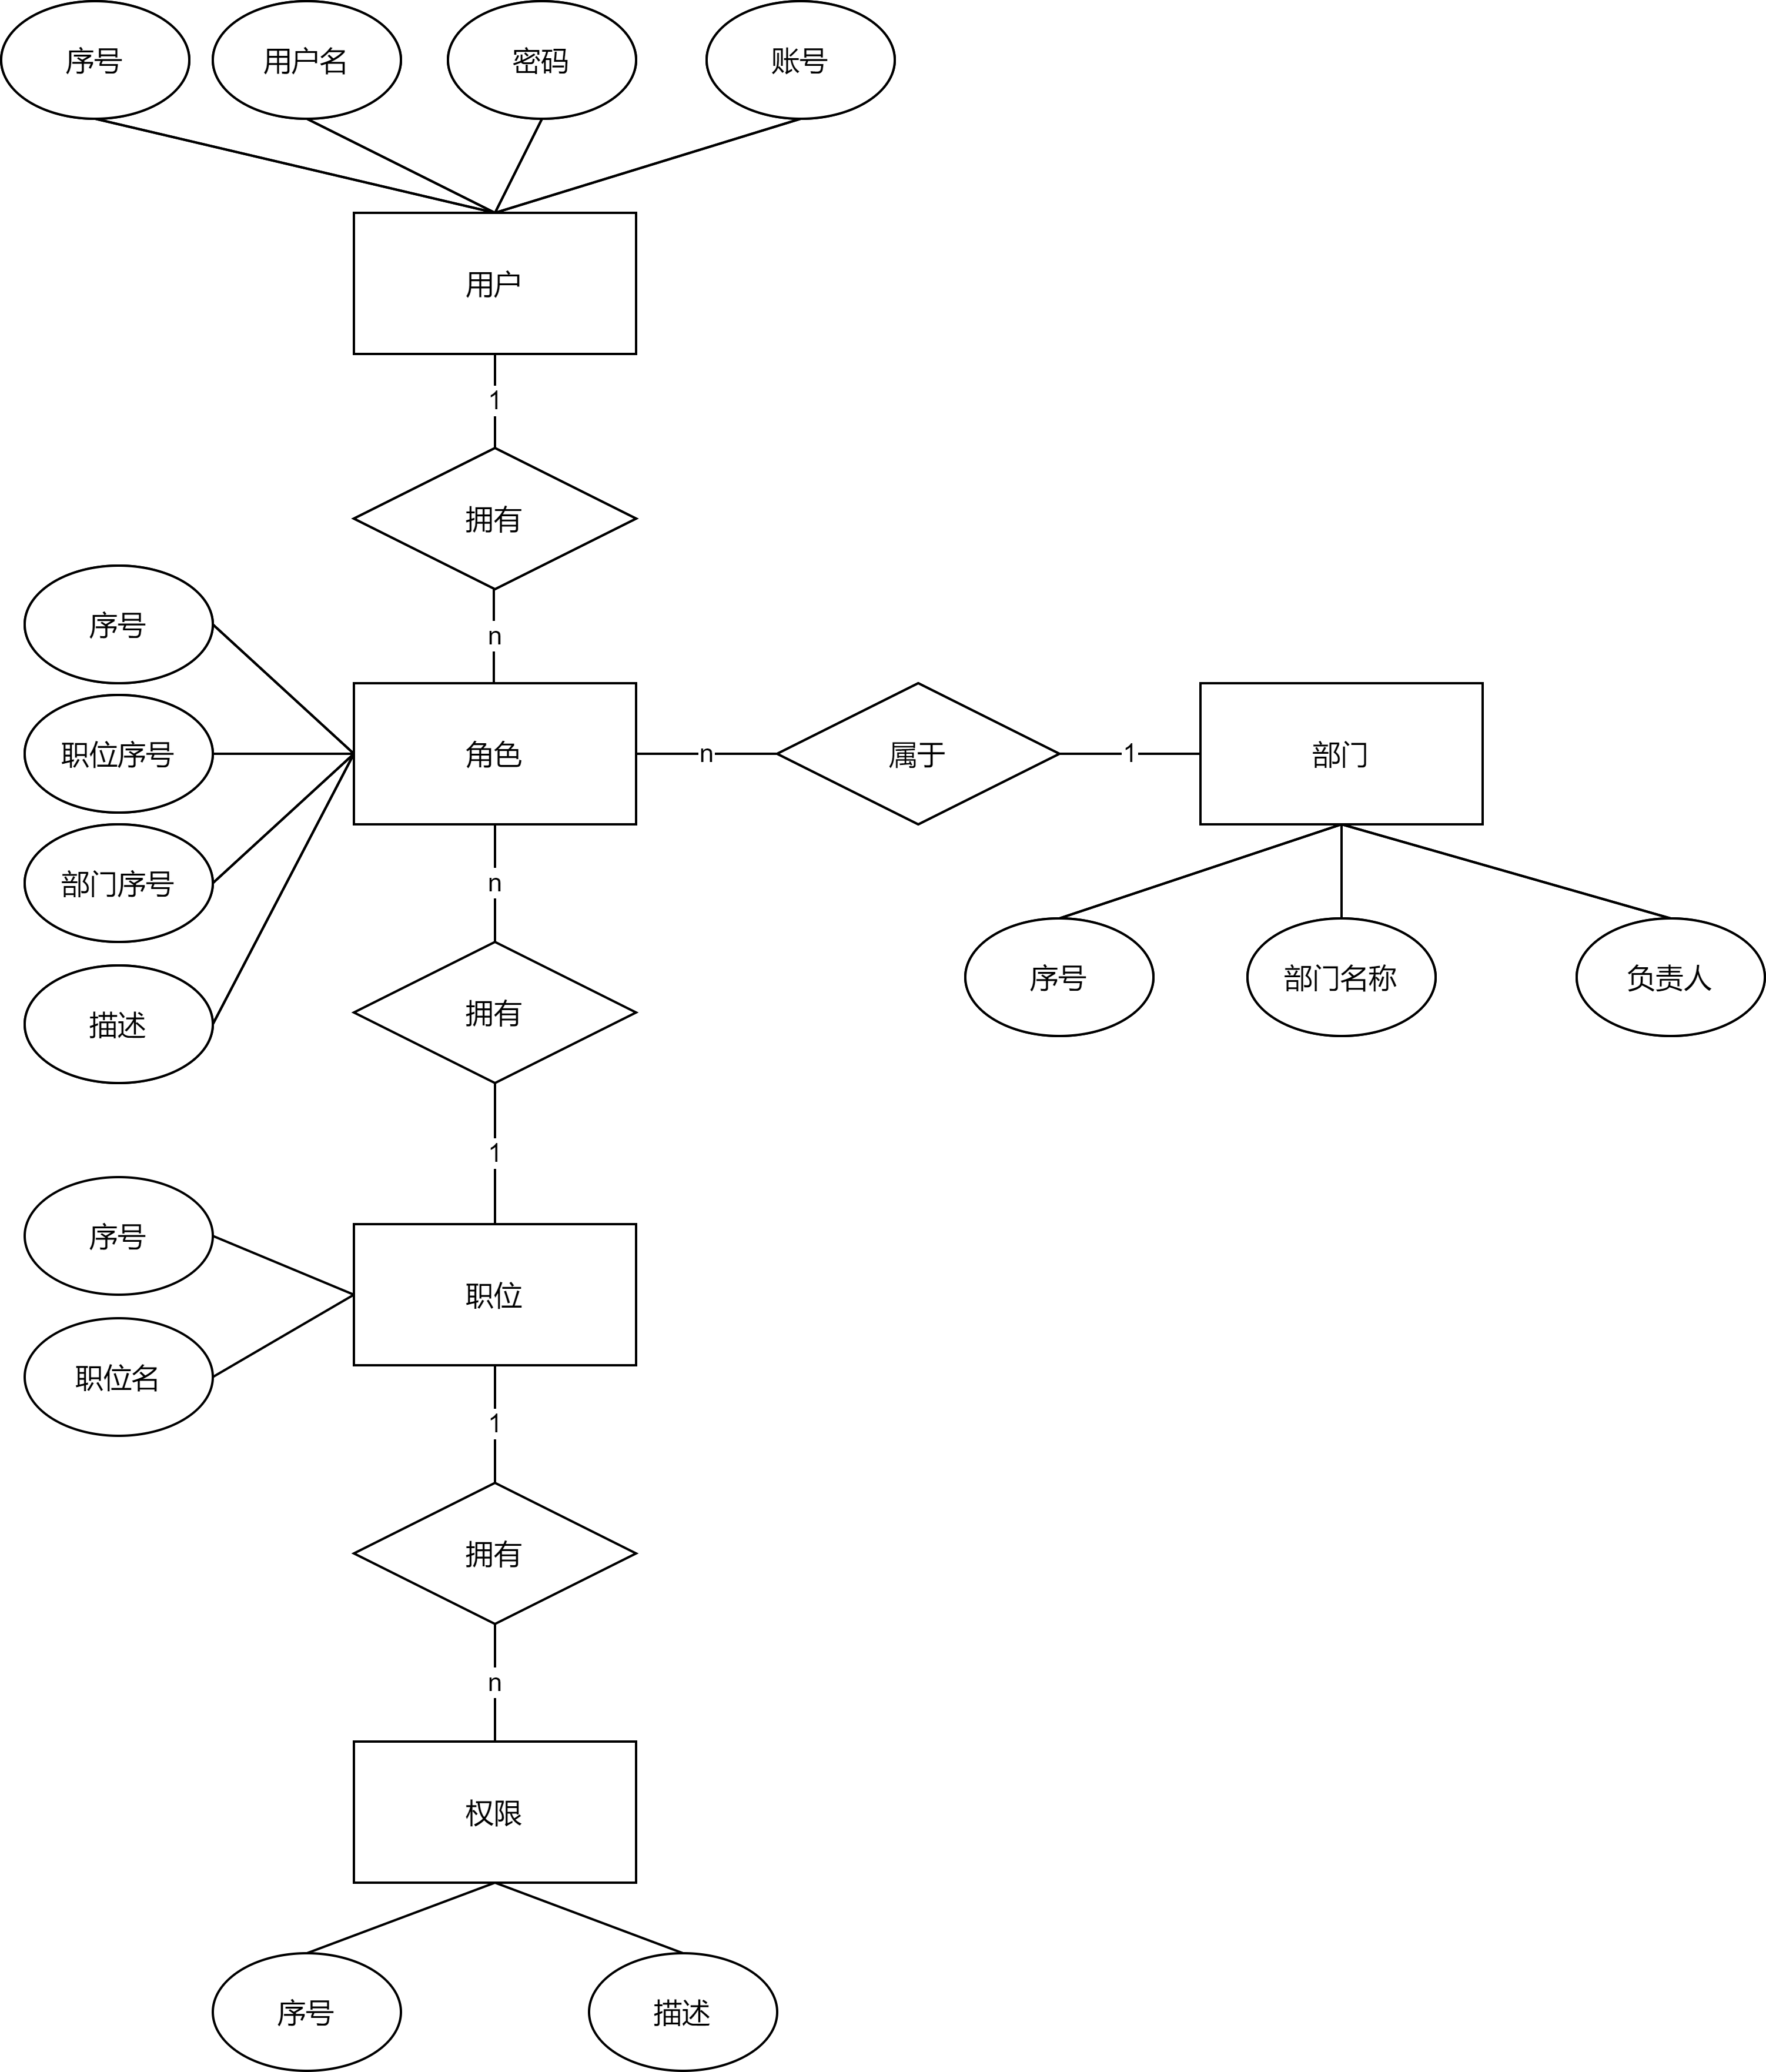 序号
用户名
密码
账号
用户
1
拥有
n
序号
职位序号
部门序号
描述
角色
n
属于
1
部门
序号
部门名称
负责人
n
拥有
1
序号
职位名
职位
1
拥有
n
权限
序号
描述